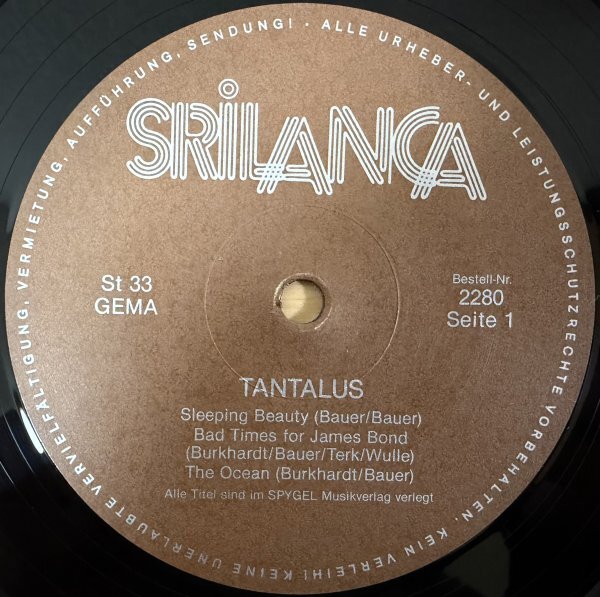 ALLE URHEBER- UND LEISTUNGSSCHUTZRECHTE VORBEHALTEN. KEIN VERLEIH! KEINE UNERLAUBTE VERVIELFÄLTIGUNG, VERMIETUNG, AUFFÜHRUNG, SENDUNG! ·
SRILANCA
St 33
GEMA
Bestell-Nr.
2280
Seite 1
TANTALUS
Sleeping Beauty (Bauer/Bauer)
Bad Times for James Bond
(Burkhardt/Bauer/Terk/Wulle)
The Ocean (Burkhardt/Bauer)
Alle Titel sind im SPYGEL Musikverlag verlegt